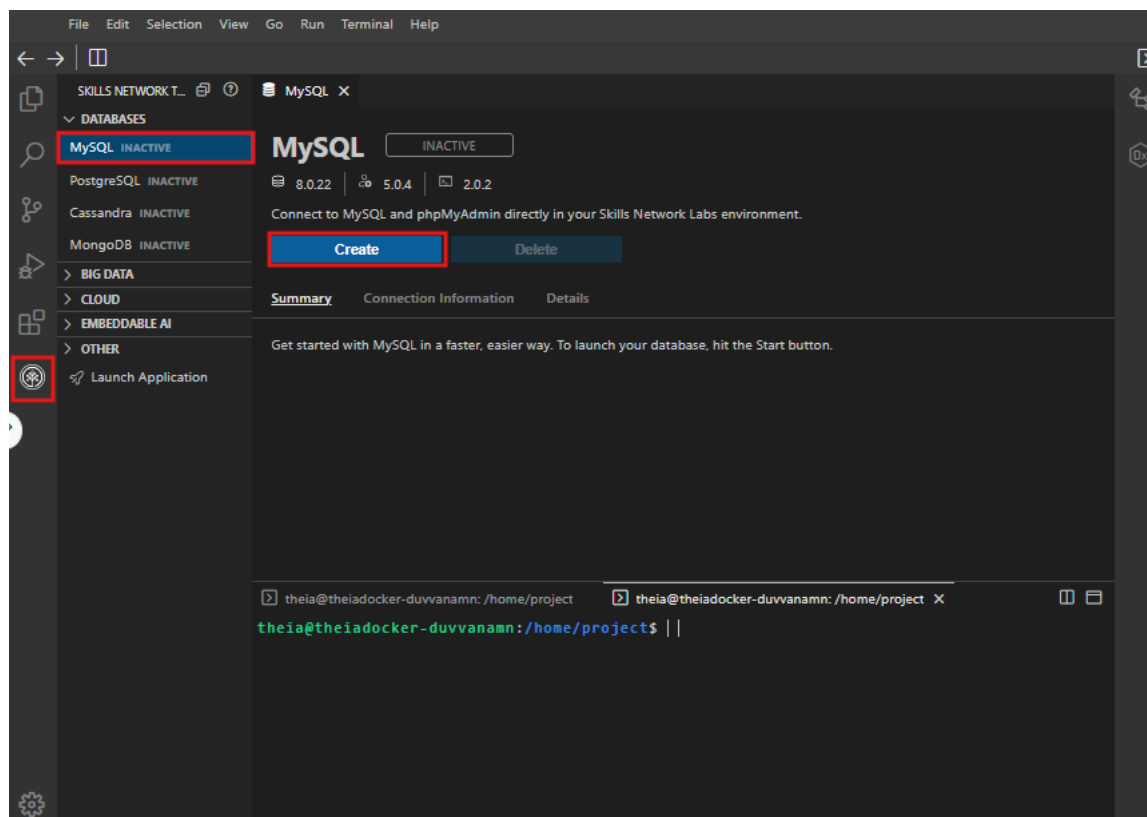 File Edit Selection View Go Run Terminal Help
SKILLS NETWORK T...
DATABASES
MySQL INACTIVE
PostgreSQL INACTIVE
Cassandra INACTIVE
MongoDB INACTIVE
BIG DATA
CLOUD
EMBEDDABLE AI
OTHER
Launch Application
MySQL
MySQL INACTIVE
8.0.22 5.0.4 2.0.2
Connect to MySQL and phpMyAdmin directly in your Skills Network Labs environment.
Create Delete
Summary Connection Information Details
Get started with MySQL in a faster, easier way. To launch your database, hit the Start button.
theia@theiadocker-duvvanamn: /home/project theia@theiadocker-duvvanamn: /home/project
theia@theiadocker-duvvanamn:/home/project$